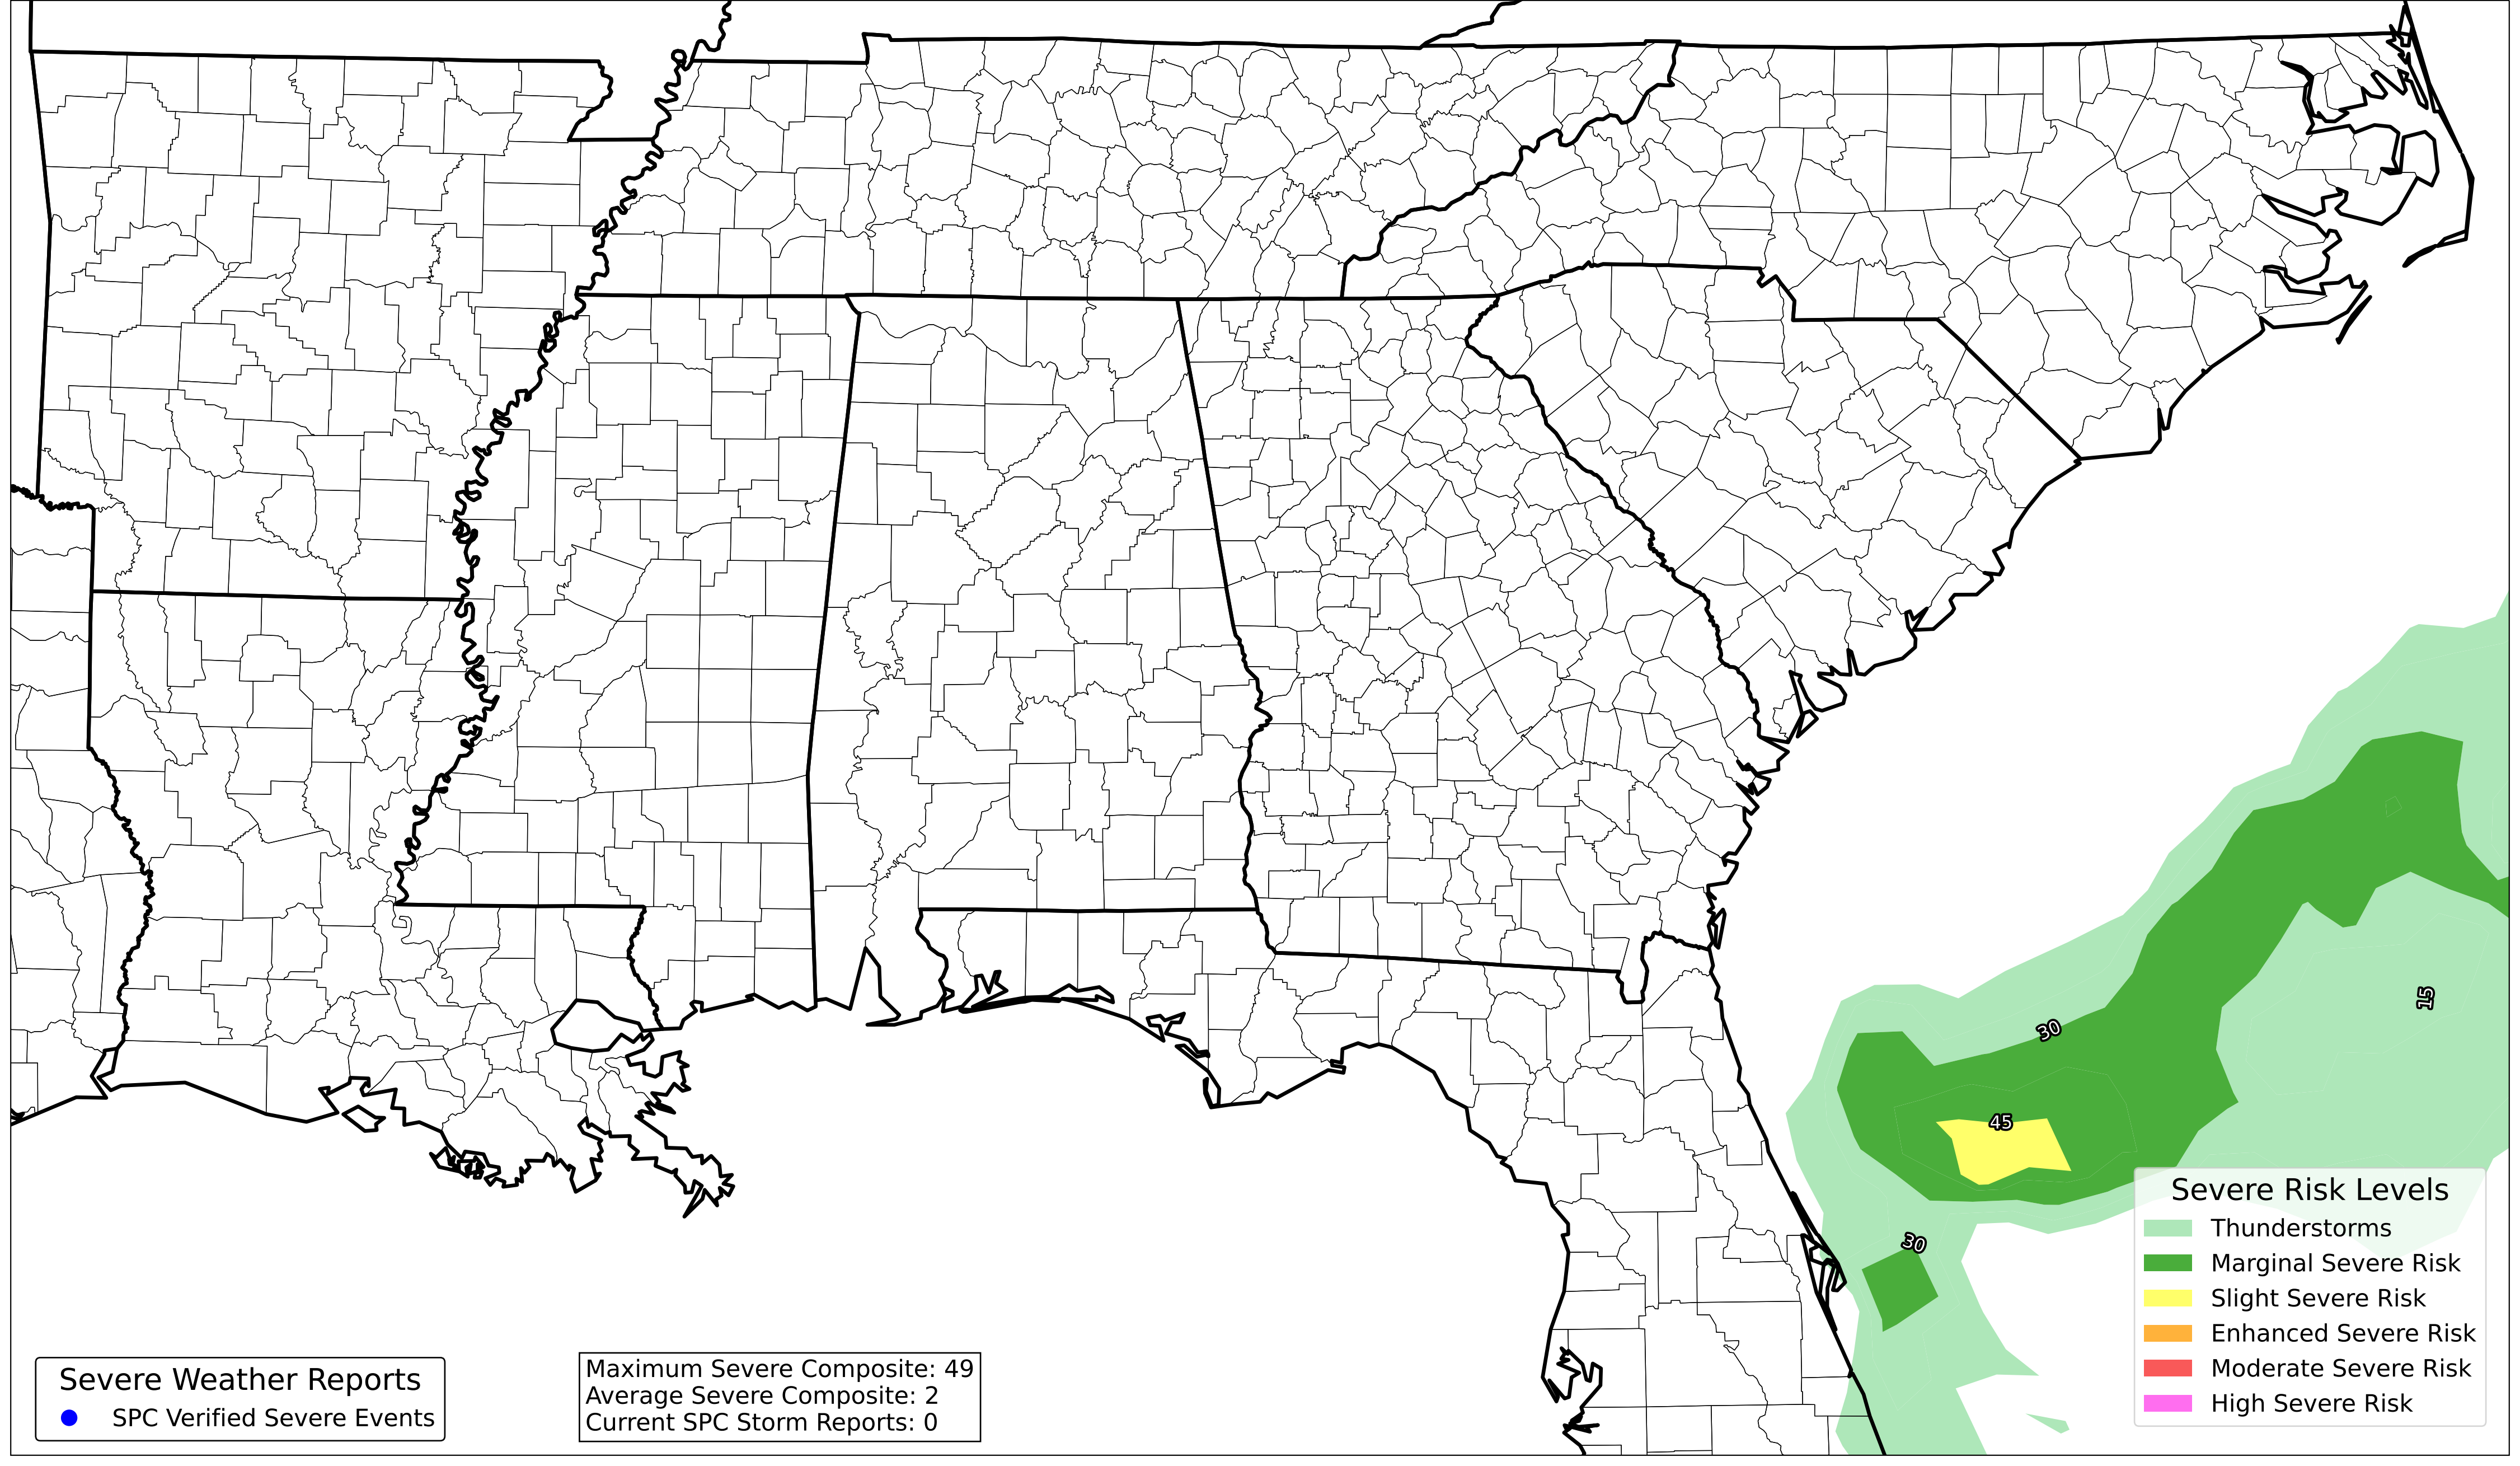 15
30
45
30
Severe Risk Levels
Thunderstorms
Marginal Severe Risk
Slight Severe Risk
Enhanced Severe Risk
Moderate Severe Risk
High Severe Risk
Severe Weather Reports
SPC Verified Severe Events
Maximum Severe Composite: 49
Average Severe Composite: 2
Current SPC Storm Reports: 0